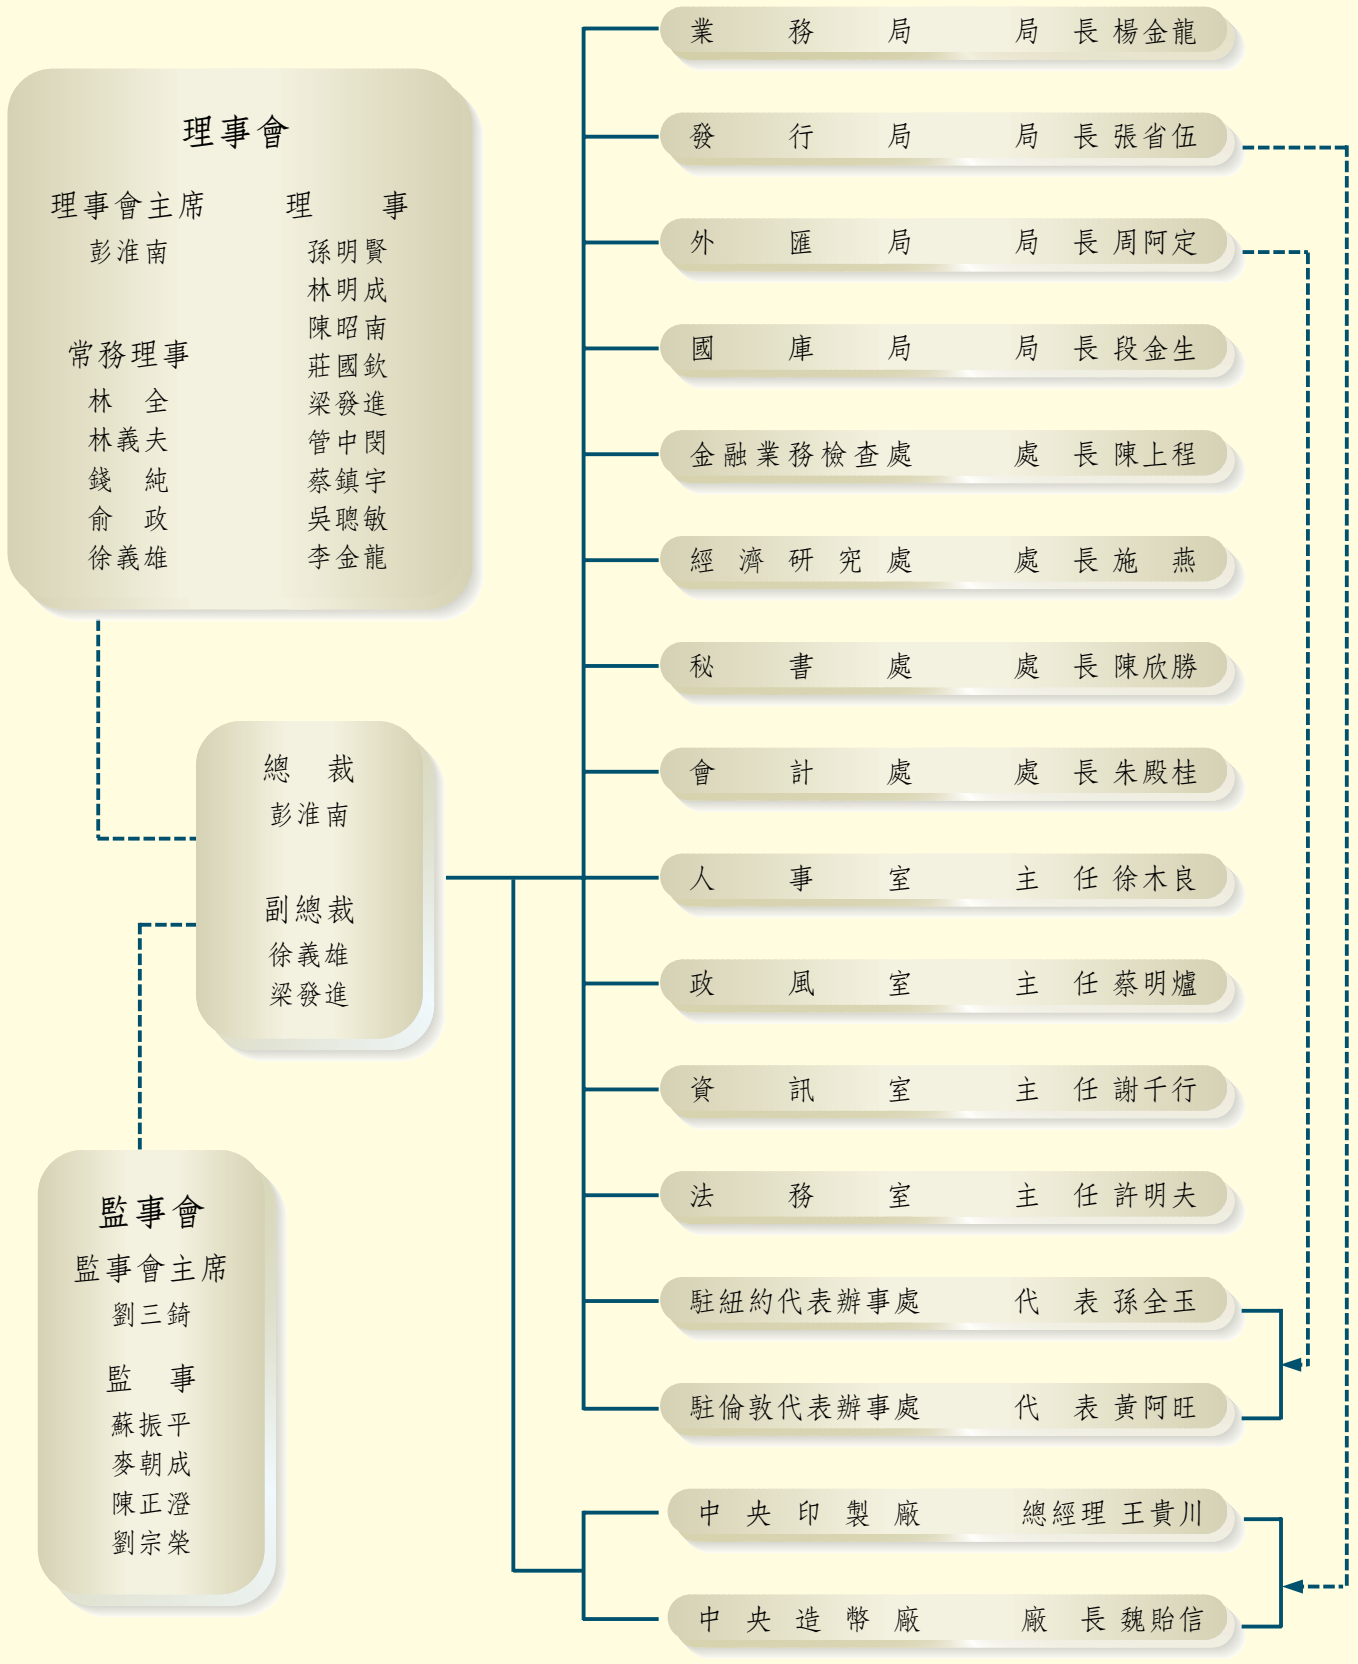 理事會
理事會主席
彭淮南
常務理事
林 全
林義夫
錢 純
俞 政
徐義雄
理 事
孫明賢
林明成
陳昭南
莊國欽
梁發進
管中閔
蔡鎮宇
吳聰敏
李金龍
總 裁
彭淮南
副總裁
徐義雄
梁發進
監事會
監事會主席
劉三錡
監 事
蘇振平
麥朝成
陳正澄
劉宗榮
業務局 局長 楊金龍
發行局 局長 張省伍
外匯局 局長 周阿定
國庫局 局長 段金生
金融業務檢查處 處長 陳上程
經濟研究處 處長 施 燕
秘書處 處長 陳欣勝
會計處 處長 朱殿桂
人事室 主任 徐木良
政風室 主任 蔡明爐
資訊室 主任 謝千行
法務室 主任 許明夫
駐紐約代表辦事處 代表 孫全玉
駐倫敦代表辦事處 代表 黃阿旺
中央印製廠 總經理 王貴川
中央造幣廠 廠長 魏貽信